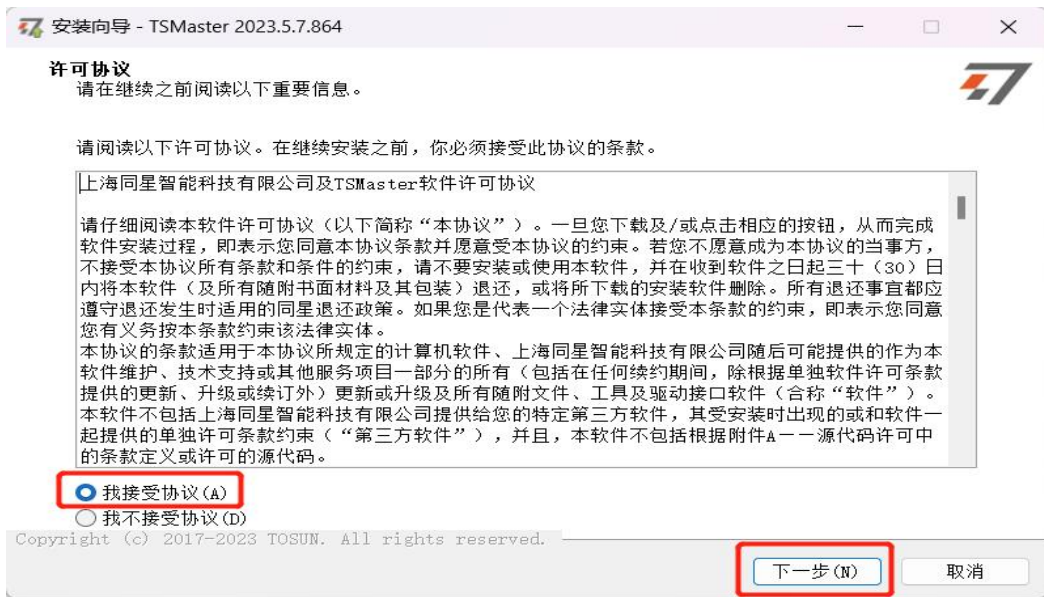 安装向导 - TSMaster 2023.5.7.864
许可协议
请在继续之前阅读以下重要信息。
请阅读以下许可协议。在继续安装之前，你必须接受此协议的条款。
上海同星智能科技有限公司及TSMaster软件许可协议
请仔细阅读本软件许可协议（以下简称“本协议”）。一旦您下载及/或点击相应的按钮，从而完成
软件安装过程，即表示您同意本协议条款并愿意受本协议的约束。若您不愿意成为本协议的当事方，
不接受本协议所有条款和条件的约束，请不要安装或使用本软件，并在收到软件之日起三十（30）日
内将本软件（及所有随附书面材料及其包装）退还，或将所下载的安装软件删除。所有退还事宜都应
遵守退还发生时适用的同星退还政策。如果您是代表一个法律实体接受本条款的约束，即表示您同意
您有义务按本条款约束该法律实体。
本协议的条款适用于本协议所规定的计算机软件、上海同星智能科技有限公司随后可能提供的作为本
软件维护、技术支持或其他服务项目一部分的所有（包括在任何续约期间，除根据单独软件许可条款
提供的更新、升级或续订外）更新或升级及所有随附文件、工具及驱动接口软件（合称“软件”）。
本软件不包括上海同星智能科技有限公司提供给您的特定第三方软件，其受安装时出现的或和软件一
起提供的单独许可条款约束（“第三方软件”），并且，本软件不包括根据附件A——源代码许可中
的条款定义或许可的源代码。
我接受协议(A)
我不接受协议(D)
Copyright (c) 2017-2023 TOSUN. All rights reserved.
下一步(N)
取消